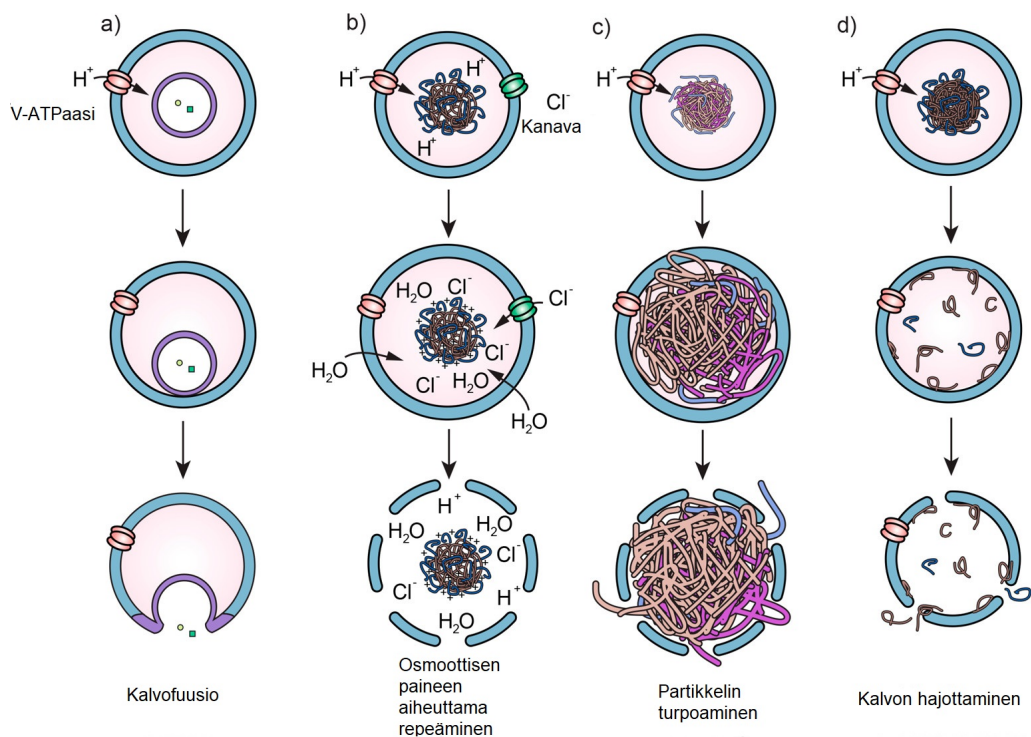 a)
b)
c)
d)
H⁺
V-ATPaasi
H⁺
H⁺
H⁺
Cl⁻
Kanava
H⁺
H⁺
H₂O
Cl⁻
Cl⁻
Cl⁻
H₂O
Cl⁻
H₂O
H₂O
H⁺
H₂O
H₂O
Cl⁻
Cl⁻
H⁺
H₂O
Kalvofuusio
Osmoottisen
paineen
aiheuttama
repeäminen
Partikkelin
turpoaminen
Kalvon hajottaminen